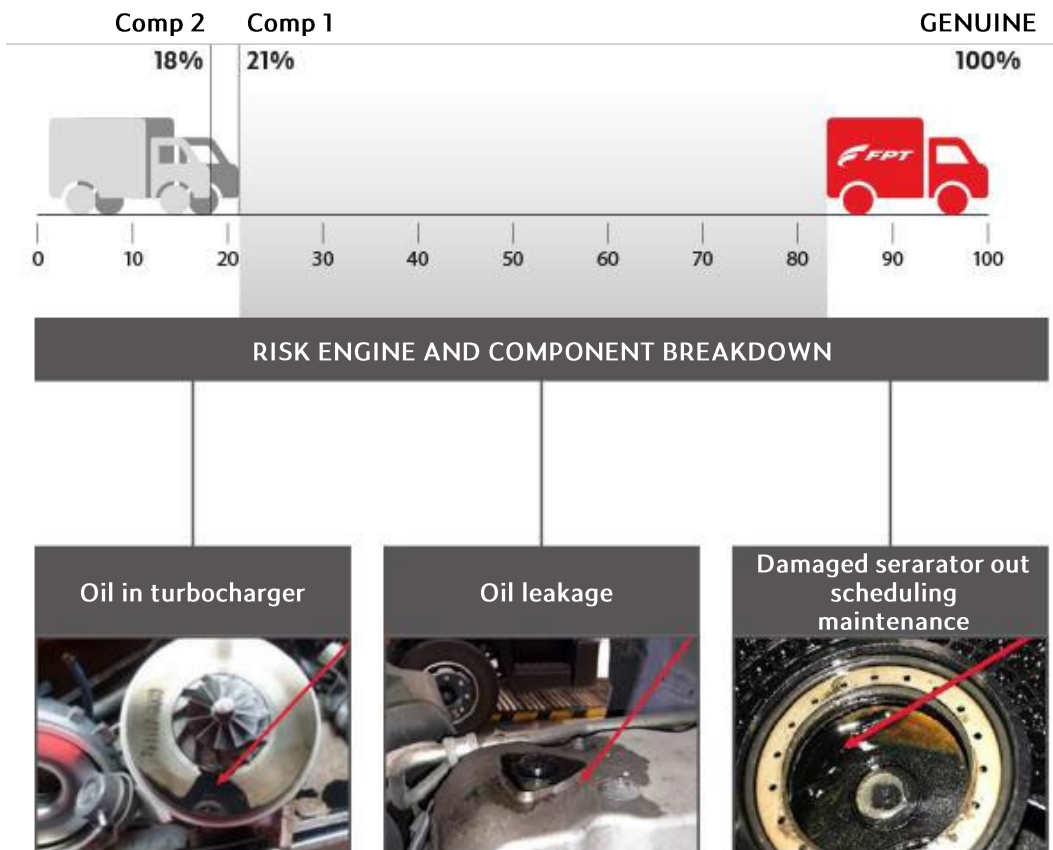 Comp 2 Comp 1 GENUINE
18% 21% 100%
FPT
0 10 20 30 40 50 60 70 80 90 100
RISK ENGINE AND COMPONENT BREAKDOWN
Oil in turbocharger
Oil leakage
Damaged serarator out
scheduling
maintenance